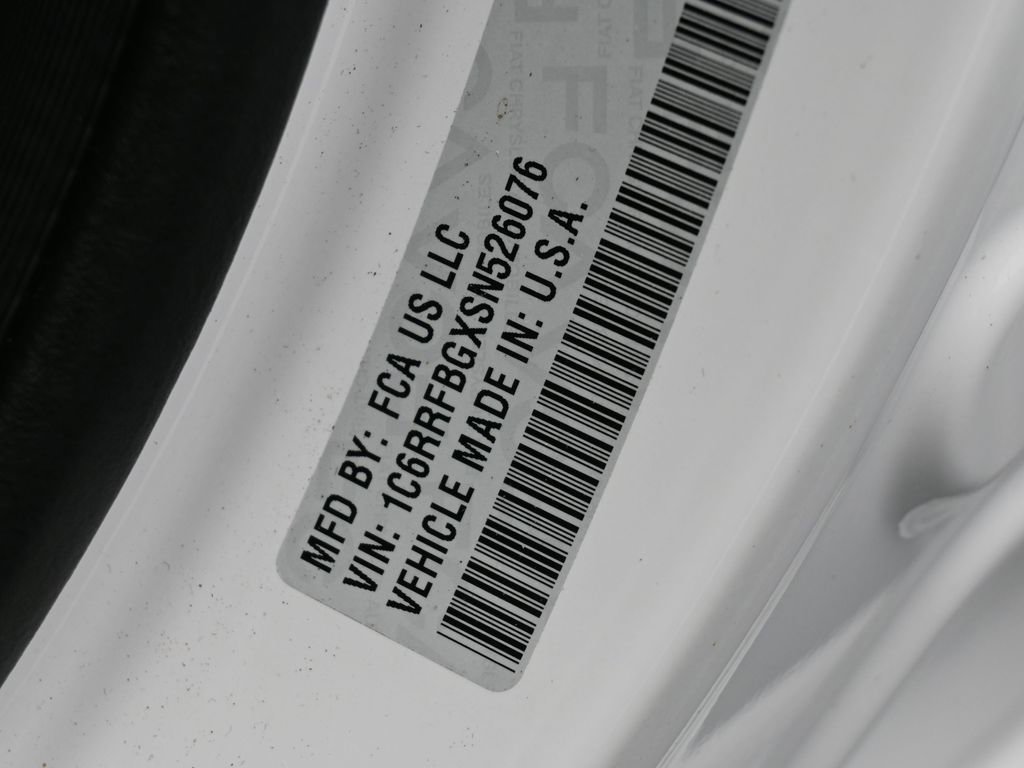 MFD BY: FCA US LLC
VIN: 1C6RRFBGXSN526076
VEHICLE MADE IN: U.S.A.